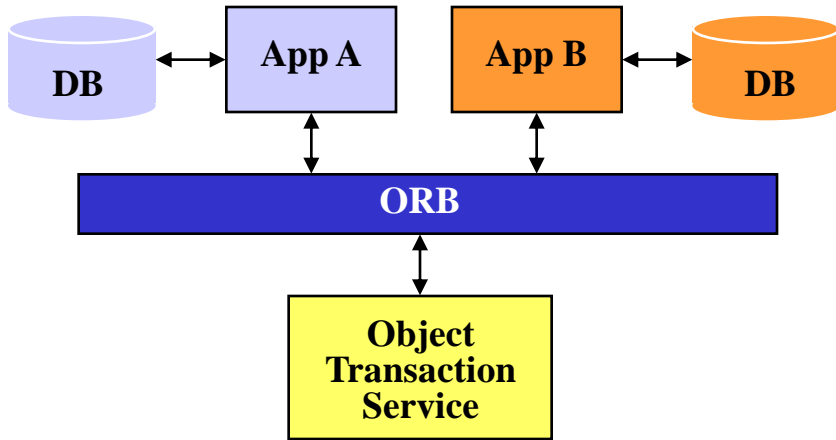 DB
App A
App B
DB
ORB
Object
Transaction
Service